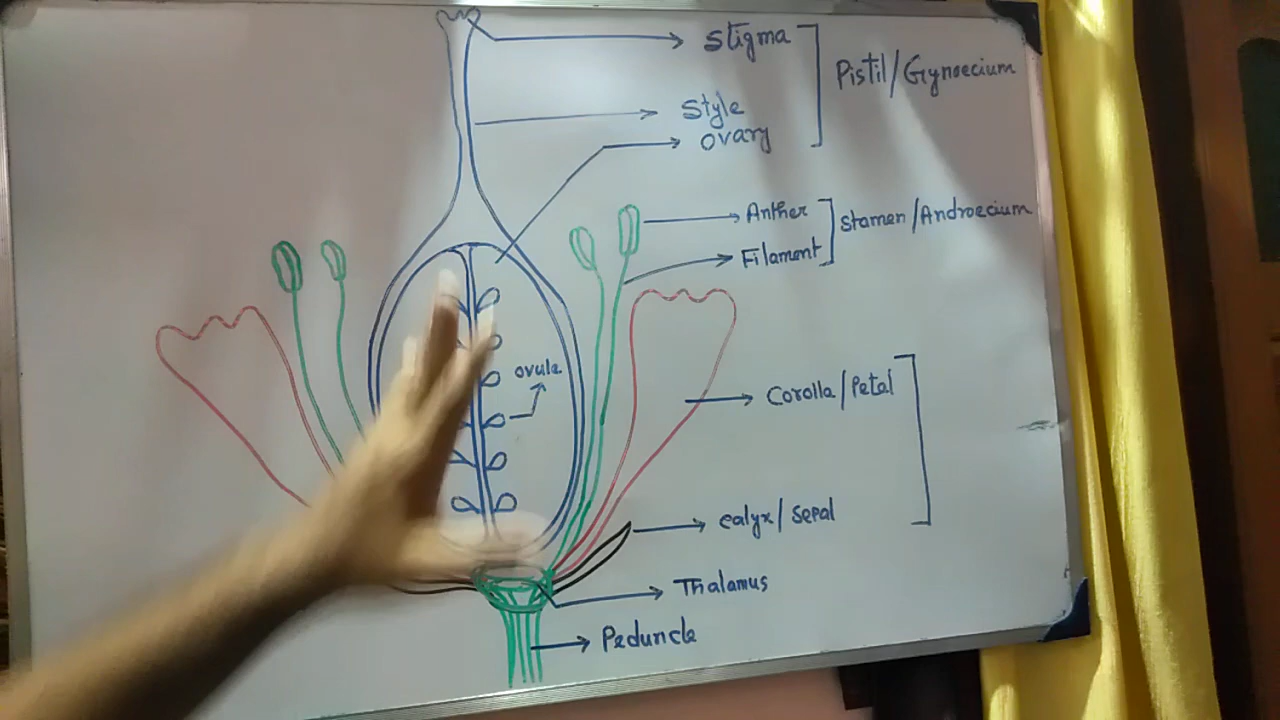 Stigma
Pistil/Gynoecium
Style
ovary
Anther
Stamen/Androecium
Filament
ovule
Corolla/Petal
calyx/sepal
Thalamus
Peduncle